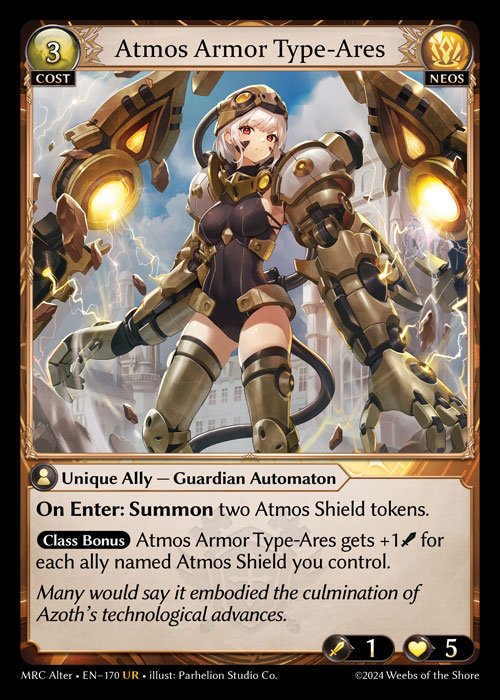 3
COST
Atmos Armor Type-Ares
NEOS
Unique Ally — Guardian Automaton
On Enter: Summon two Atmos Shield tokens.
Class Bonus Atmos Armor Type-Ares gets +1 for
each ally named Atmos Shield you control.
Many would say it embodied the culmination of
Azoth's technological advances.
1
5
MRC Alter • EN-170 UR • illust: Parhelion Studio Co.
©2024 Weebs of the Shore